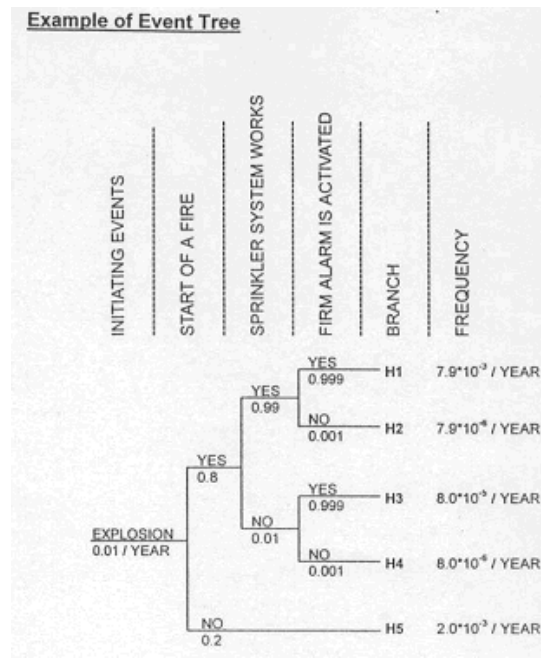 Example of Event Tree
INITIATING EVENTS
START OF A FIRE
SPRINKLER SYSTEM WORKS
FIRM ALARM IS ACTIVATED
BRANCH
FREQUENCY
YES
0.999
H1
7.9*10⁻³ / YEAR
YES
0.99
NO
0.001
H2
7.9*10⁻⁶ / YEAR
YES
0.8
YES
0.999
H3
8.0*10⁻⁵ / YEAR
NO
0.01
EXPLOSION
0.01 / YEAR
NO
0.001
H4
8.0*10⁻⁶ / YEAR
NO
0.2
H5
2.0*10⁻³ / YEAR